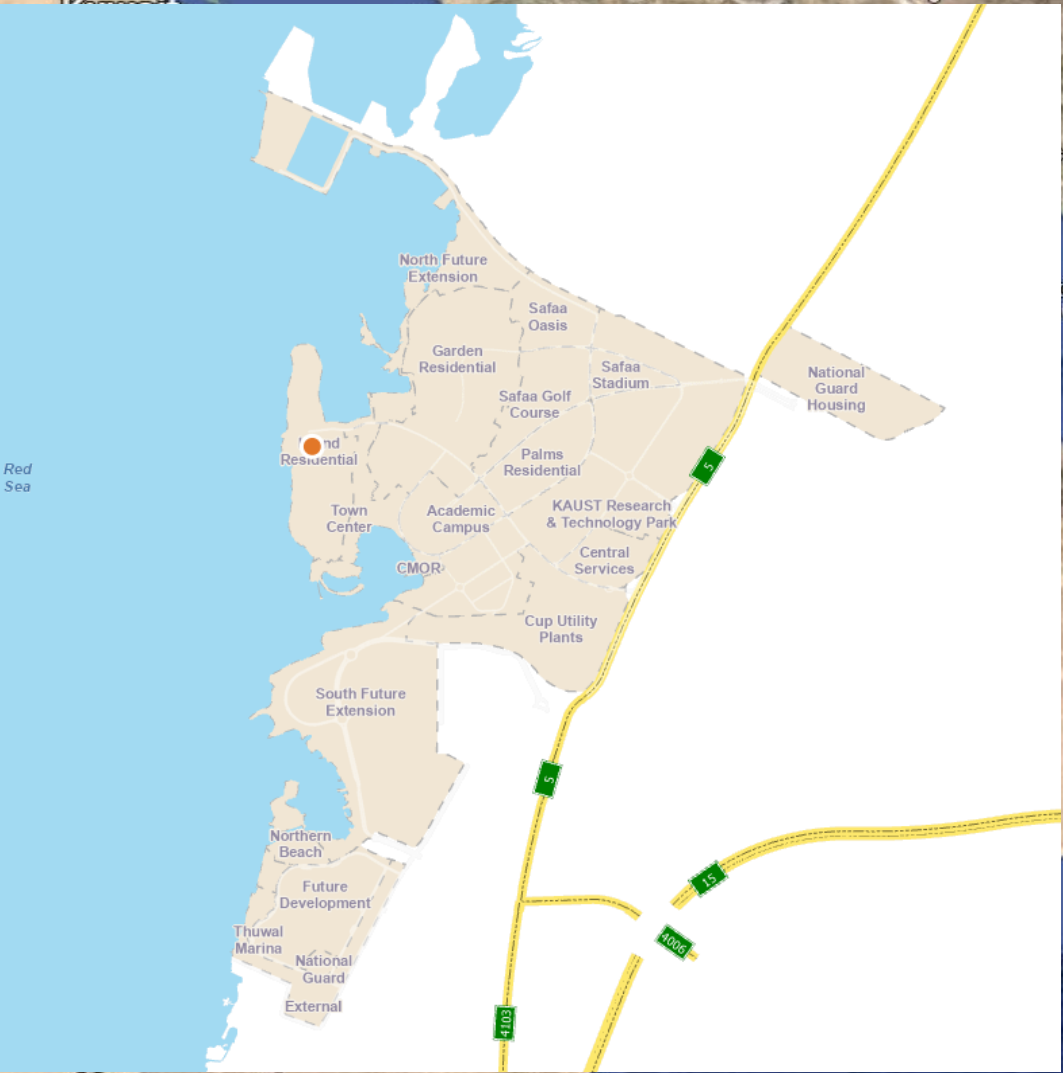 North Future
Extension
Safaa
Oasis
Garden
Residential
Safaa
Stadium
National
Guard
Housing
Safaa Golf
Course
Residential
Palms
Residential
5
Red
Sea
Town
Center
Academic
Campus
KAUST Research
& Technology Park
Central
Services
CMOR
Cup Utility
Plants
South Future
Extension
5
Northern
Beach
Future
Development
15
Thuwal
Marina
4006
National
Guard
External
4103